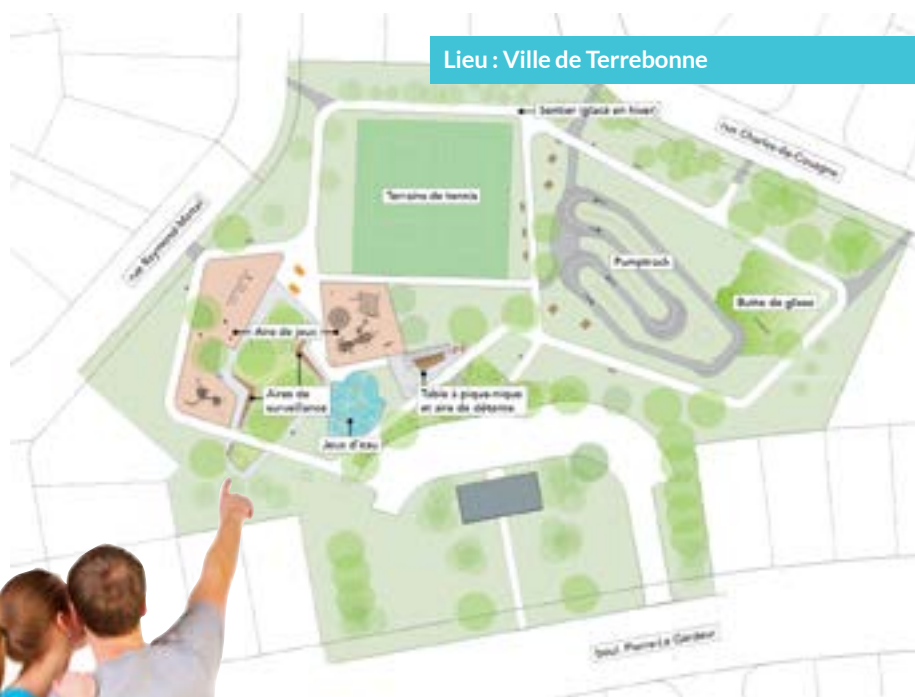 Lieu : Ville de Terrebonne
Sentier (glacé en hiver)
rue Charles-De Couagne
Terrains de tennis
rue Raymond-Martel
Pumptrack
Butte de glisse
Aire de jeux
Aires de
surveillance
Table à pique-nique
et aire de détente
Jeux d'eau
boul. Pierre-Le Gardeur